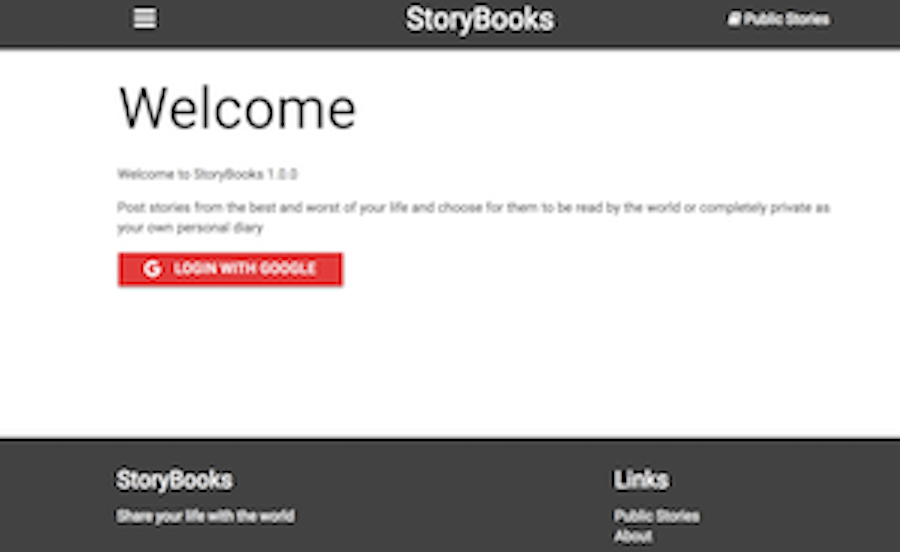 StoryBooks
Public Stories
Welcome
Welcome to StoryBooks 1.0.0
Post stories from the best and worst of your life and choose for them to be read by the world or completely private as
your own personal diary
LOGIN WITH GOOGLE
StoryBooks
Share your life with the world
Links
Public Stories
About